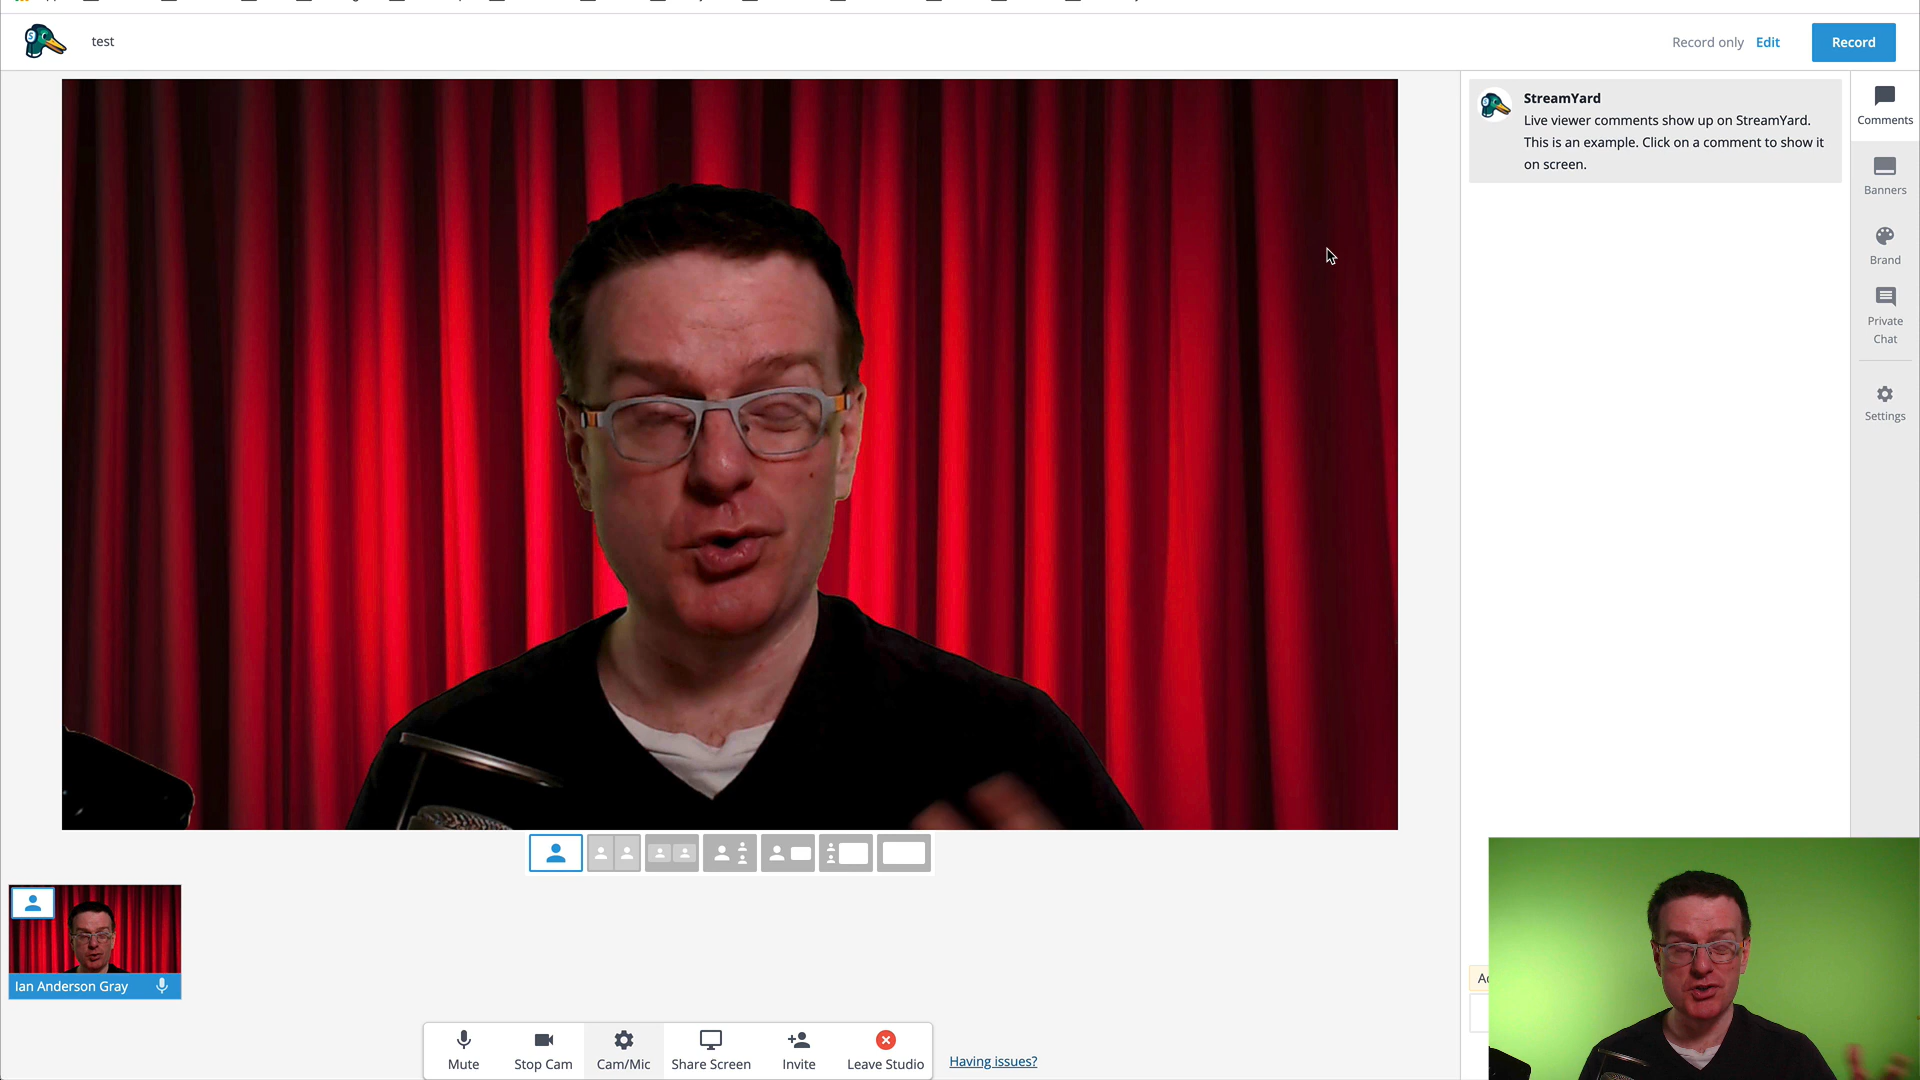 test
Record only Edit
Record
StreamYard
Live viewer comments show up on StreamYard.
This is an example. Click on a comment to show it
on screen.
Comments
Banners
Brand
Private
Chat
Settings
Ian Anderson Gray
Mute
Stop Cam
Cam/Mic
Share Screen
Invite
Leave Studio
Having issues?